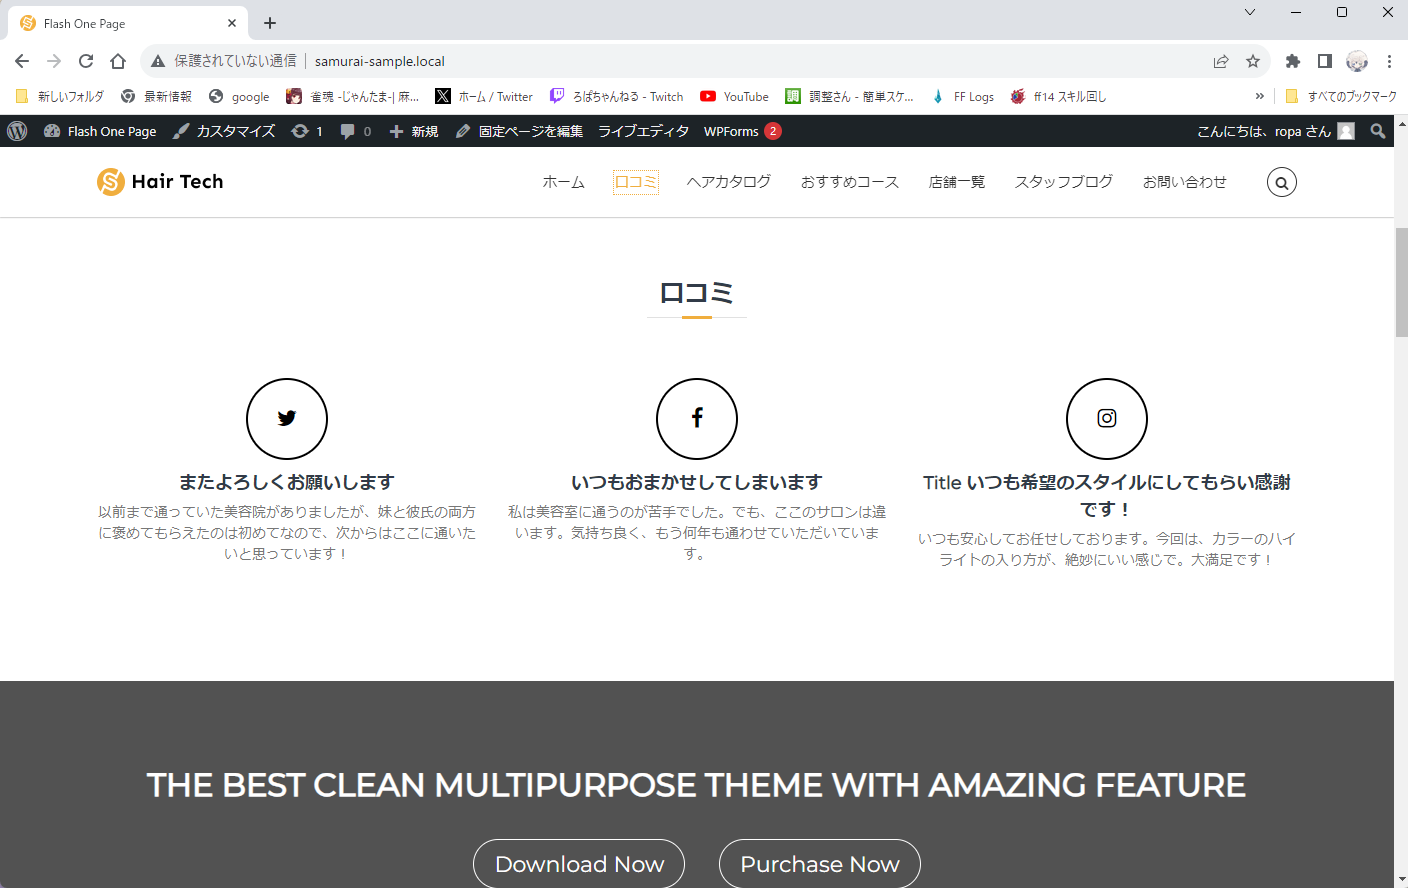 Flash One Page
保護されていない通信
samurai-sample.local
新しいフォルダ
最新情報
google
雀魂 -じゃんたま-| 麻...
ホーム / Twitter
ろぱちゃんねる - Twitch
YouTube
調整さん - 簡単スケ...
FF Logs
ff14 スキル回し
»
すべてのブックマーク
Flash One Page
カスタマイズ
1
0
新規
固定ページを編集
ライブエディタ
WPForms 2
こんにちは、ropa さん
Hair Tech
ホーム
口コミ
ヘアカタログ
おすすめコース
店舗一覧
スタッフブログ
お問い合わせ
口コミ
またよろしくお願いします
以前まで通っていた美容院がありましたが、妹と彼氏の両方
に褒めてもらえたのは初めてなので、次からはここに通いた
いと思っています！
いつもおまかせしてしまいます
私は美容室に通うのが苦手でした。でも、ここのサロンは違
います。気持ち良く、もう何年も通わせていただいていま
す。
Title いつも希望のスタイルにしてもらい感謝
です！
いつも安心してお任せしております。今回は、カラーのハイ
ライトの入り方が、絶妙にいい感じで。大満足です！
THE BEST CLEAN MULTIPURPOSE THEME WITH AMAZING FEATURE
Download Now
Purchase Now